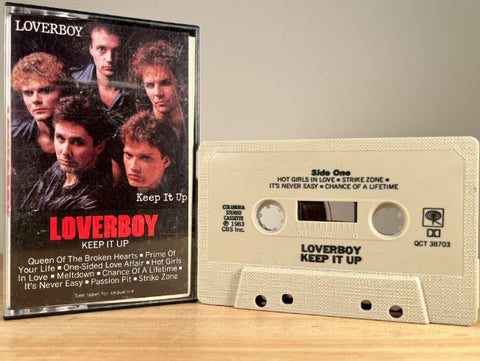 LOVERBOY
Keep It Up
LOVERBOY
KEEP IT UP
Queen Of The Broken Hearts ■ Prime Of
Your Life ■ One-Sided Love Affair ■ Hot Girls
In Love ■ Meltdown ■ Chance Of A Lifetime ■
It's Never Easy ■ Passion Pit ■ Strike Zone
See label for sequence
Side One
HOT GIRLS IN LOVE ■ STRIKE ZONE ■
IT'S NEVER EASY ■ CHANCE OF A LIFETIME
COLUMBIA
STEREO
CASSETTE
℗ 1983
CBS Inc.
QCT 38703
LOVERBOY
KEEP IT UP